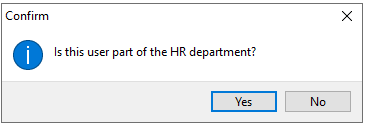 Confirm
Is this user part of the HR department?
Yes
No